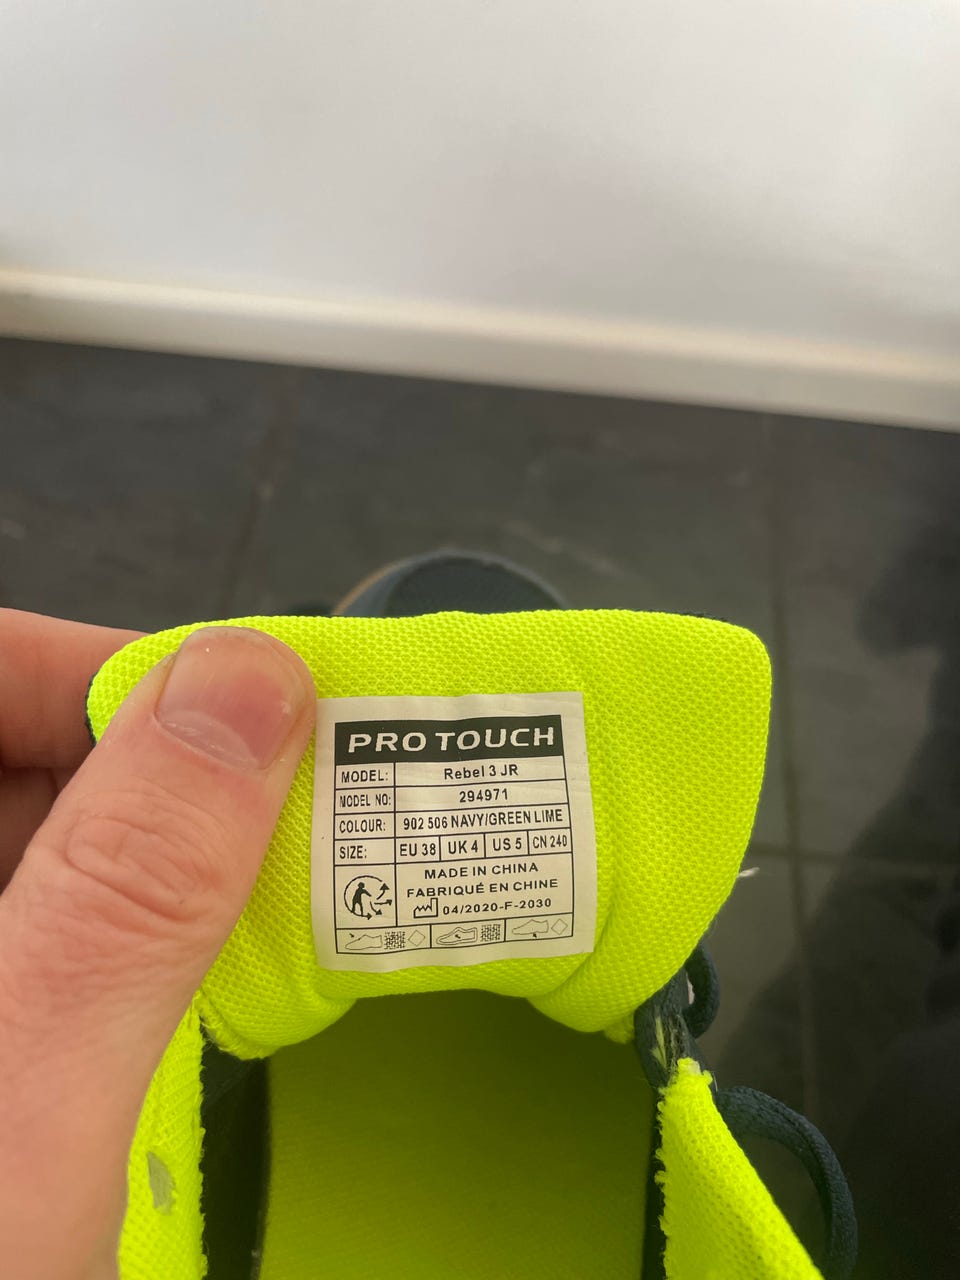 PRO TOUCH
MODEL: Rebel 3 JR
MODEL NO: 294971
COLOUR: 902 506 NAVY/GREEN LIME
SIZE: EU 38 UK 4 US 5 CN 240
MADE IN CHINA
FABRIQUÉ EN CHINE
04/2020-F-2030